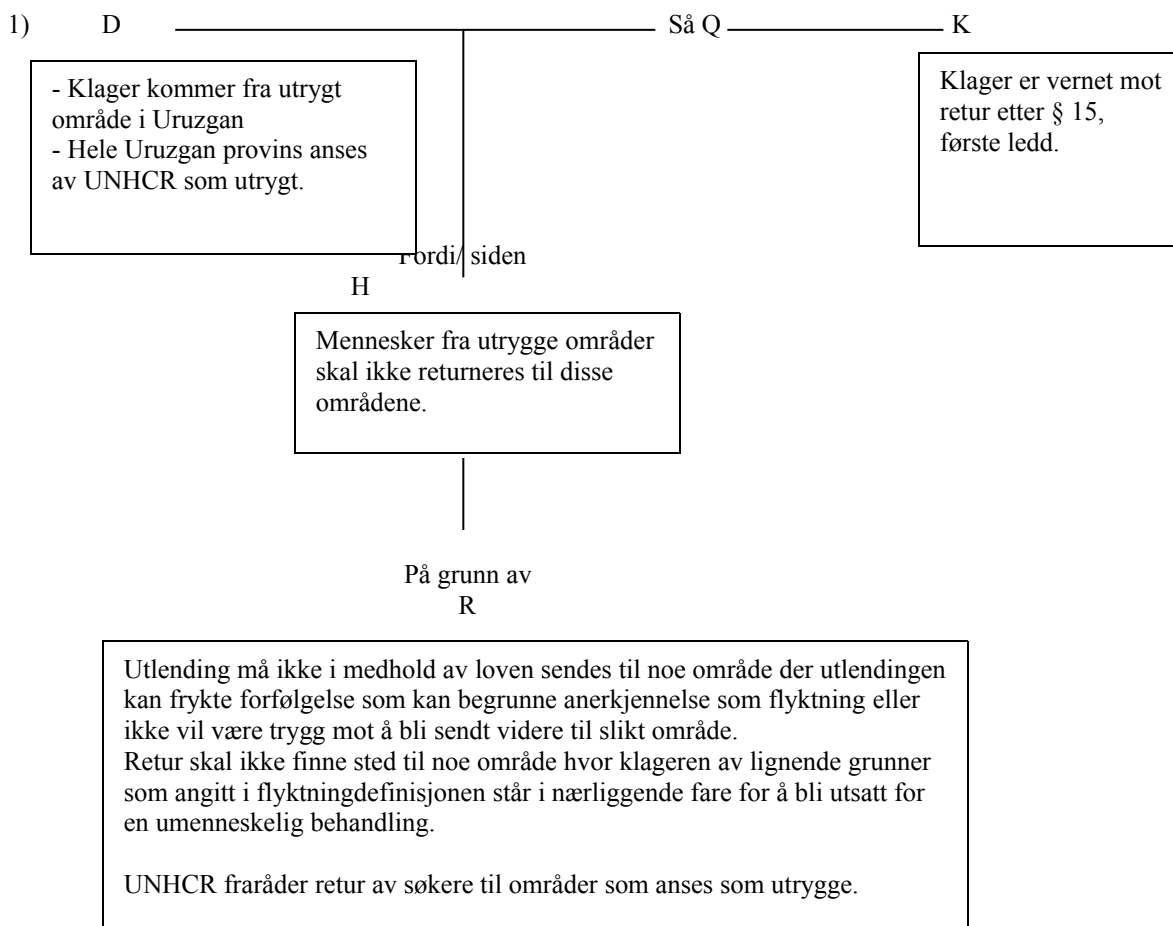 1) D Så Q K
- Klager kommer fra utrygt
område i Uruzgan
- Hele Uruzgan provins anses
av UNHCR som utrygt.
Klager er vernet mot
retur etter § 15,
første ledd.
Fordi/ siden
H
Mennesker fra utrygge områder
skal ikke returneres til disse
områdene.
På grunn av
R
Utlending må ikke i medhold av loven sendes til noe område der utlendingen
kan frykte forfølgelse som kan begrunne anerkjennelse som flyktning eller
ikke vil være trygg mot å bli sendt videre til slikt område.
Retur skal ikke finne sted til noe område hvor klageren av lignende grunner
som angitt i flyktningdefinisjonen står i nærliggende fare for å bli utsatt for
en umenneskelig behandling.
UNHCR fraråder retur av søkere til områder som anses som utrygge.